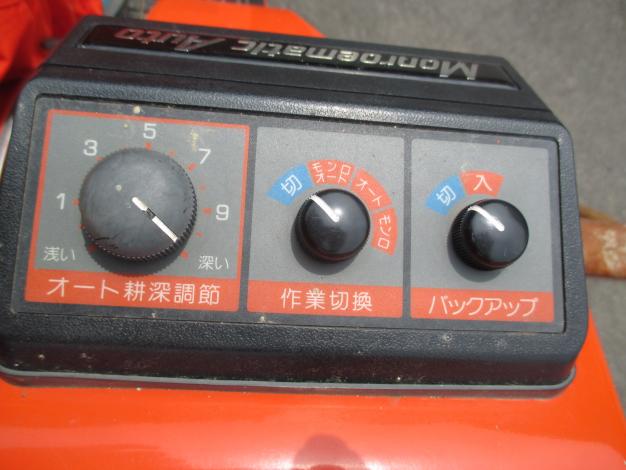 Monroematic Auto
1
3
5
7
9
浅い
深い
オート耕深調節
切
モンロ
オート
オート
モンロ
作業切換
切
入
バックアップ